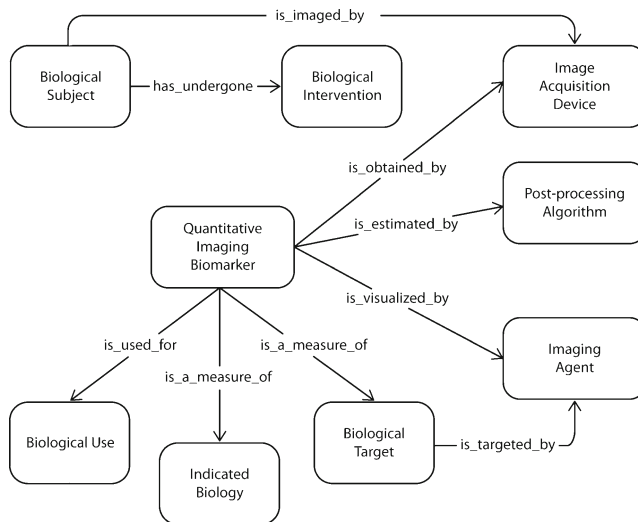 is_imaged_by
Biological
Subject
has_undergone
Biological
Intervention
Image
Acquisition
Device
is_obtained_by
Post-processing
Algorithm
is_estimated_by
Quantitative
Imaging
Biomarker
is_visualized_by
is_used_for
is_a_measure_of
is_a_measure_of
Imaging
Agent
Biological Use
Indicated
Biology
Biological
Target
is_targeted_by